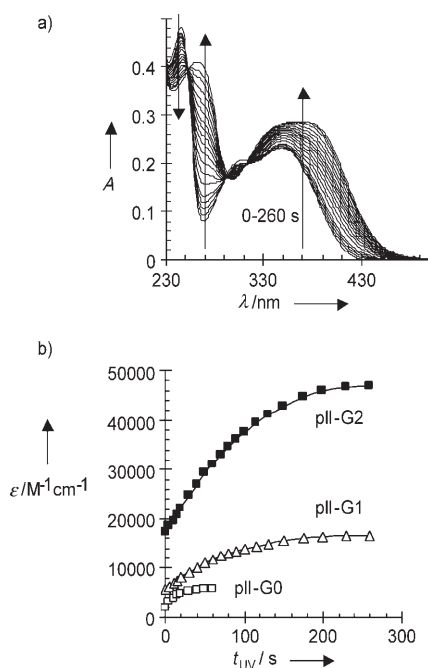 a)
0.4
0.3
0.2
0.1
0
A
0-260 s
230 330 430
λ/nm
b)
50000
40000
30000
20000
10000
0
ε/M⁻¹cm⁻¹
pII-G2
pII-G1
pII-G0
0 100 200 300
tUV / s